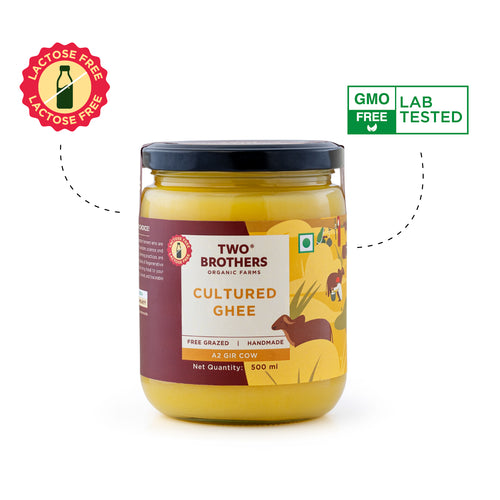 LACTOSE FREE
LACTOSE FREE
GMO
FREE
LAB
TESTED
TWO®
BROTHERS
ORGANIC FARMS
CULTURED
GHEE
FREE GRAZED | HANDMADE
A2 GIR COW
Net Quantity: 500 ml